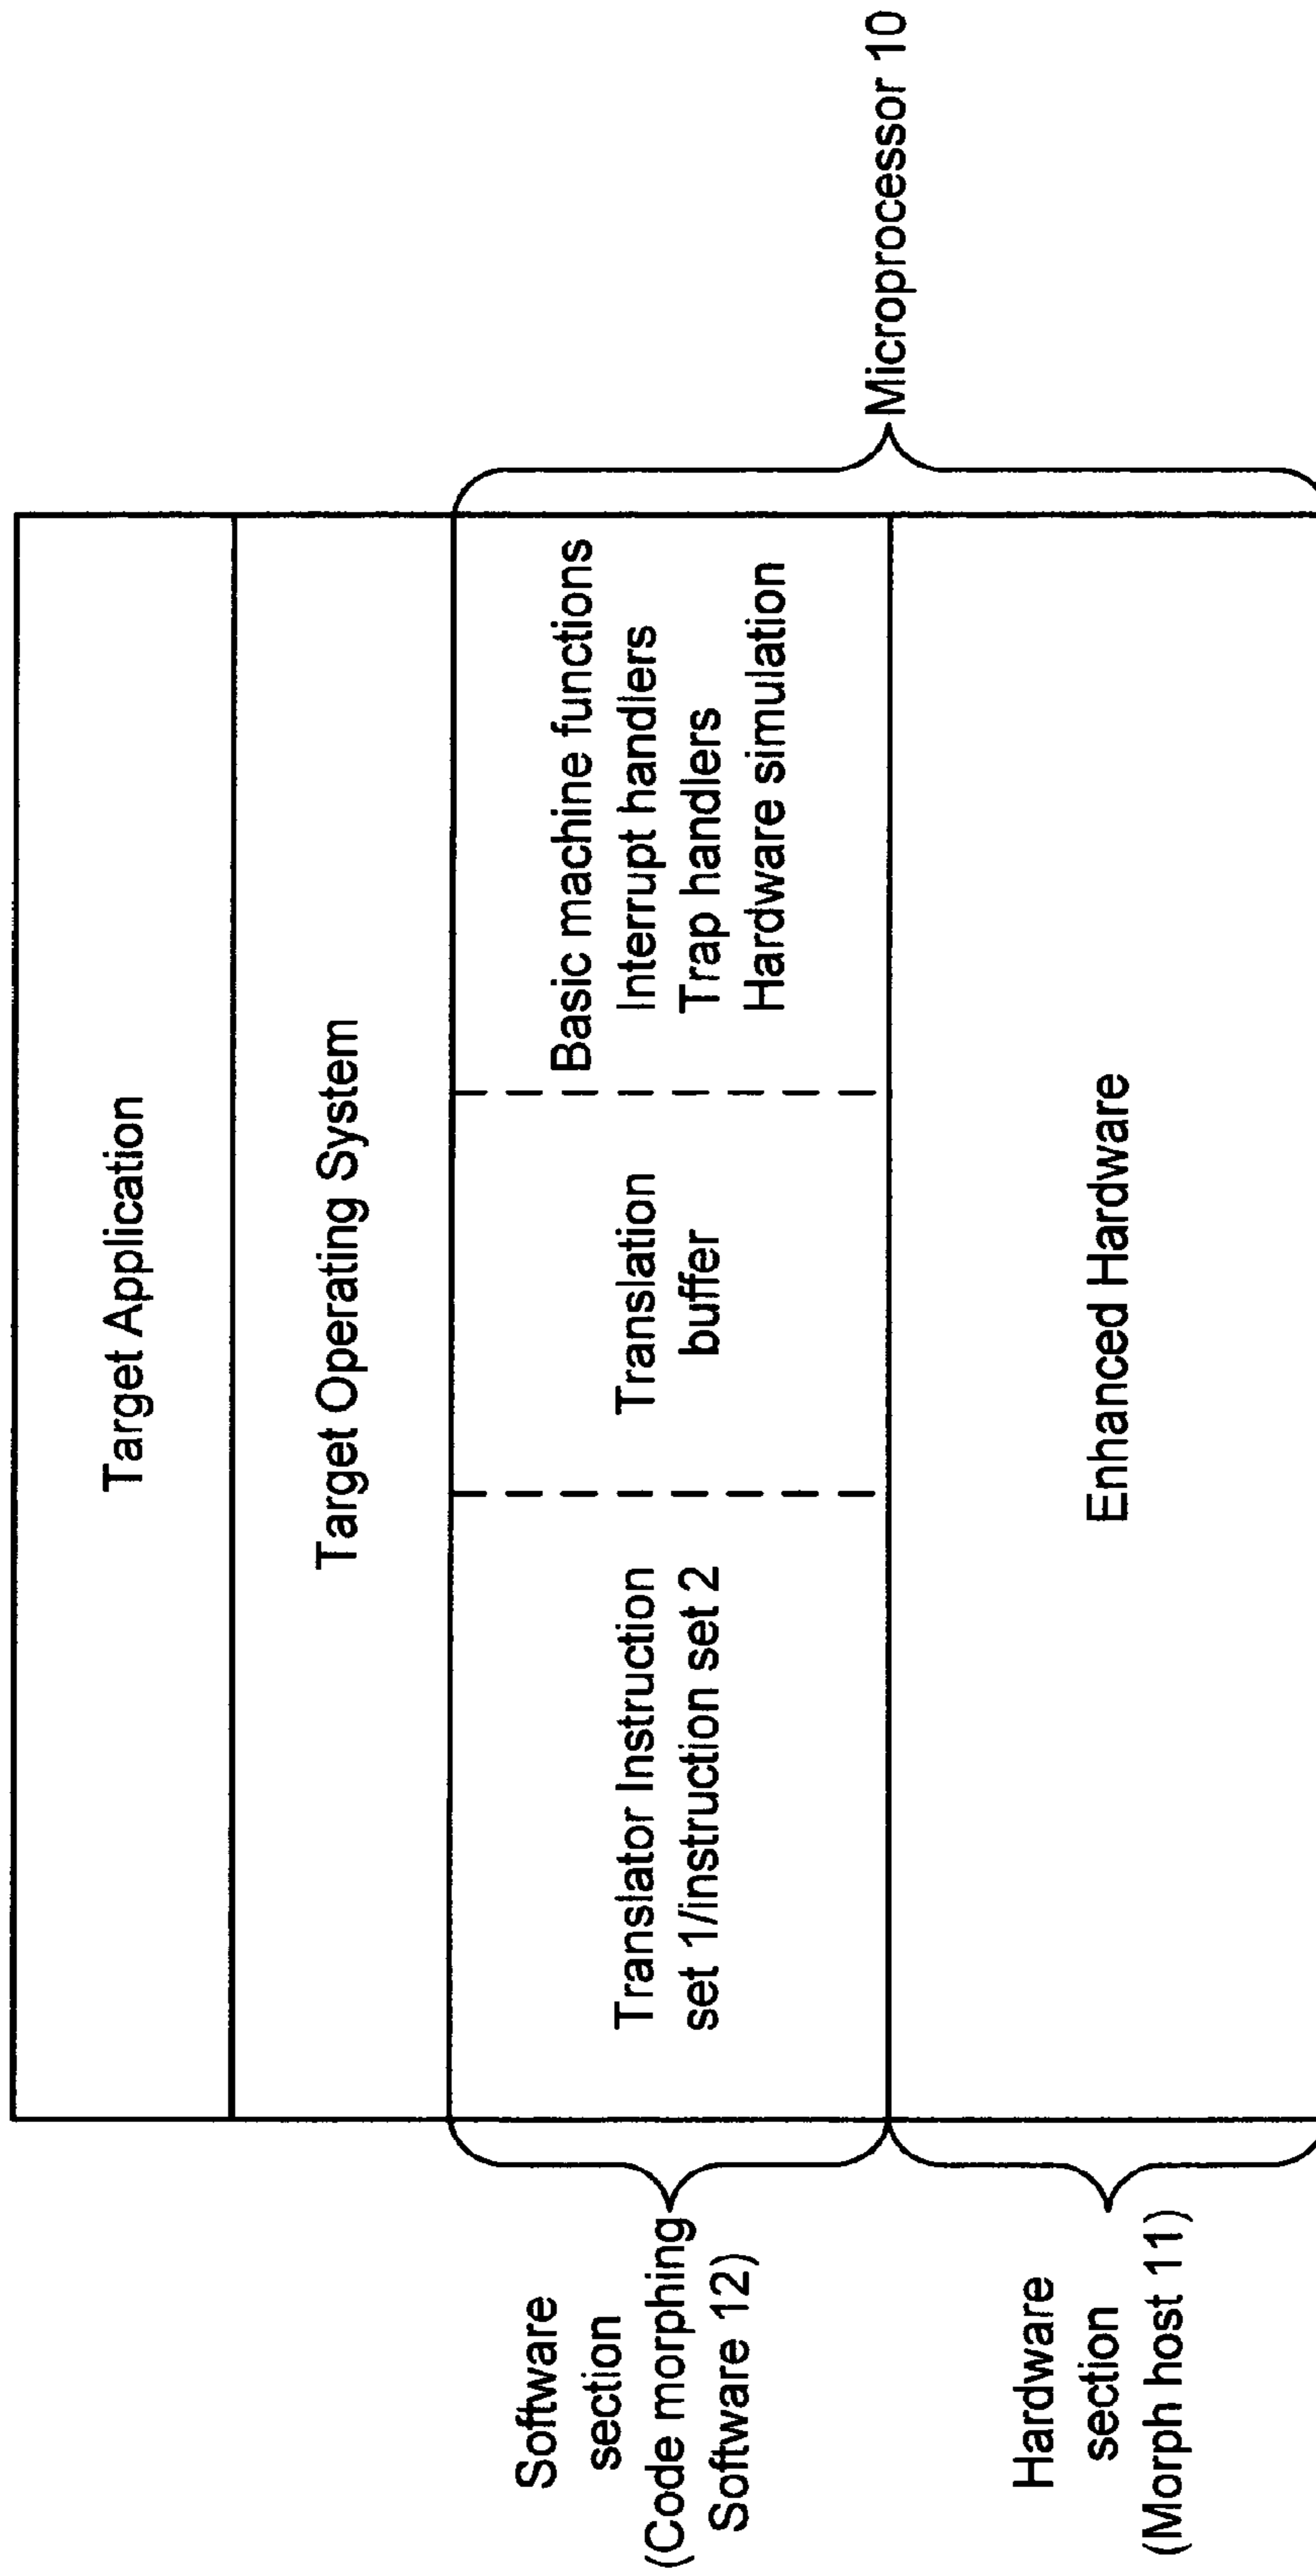 Target Application
Target Operating System
Software
section
(Code morphing
Software 12)
Translator Instruction
set 1/instruction set 2
Translation
buffer
Basic machine functions
Interrupt handlers
Trap handlers
Hardware simulation
Microprocessor 10
Hardware
section
(Morph host 11)
Enhanced Hardware